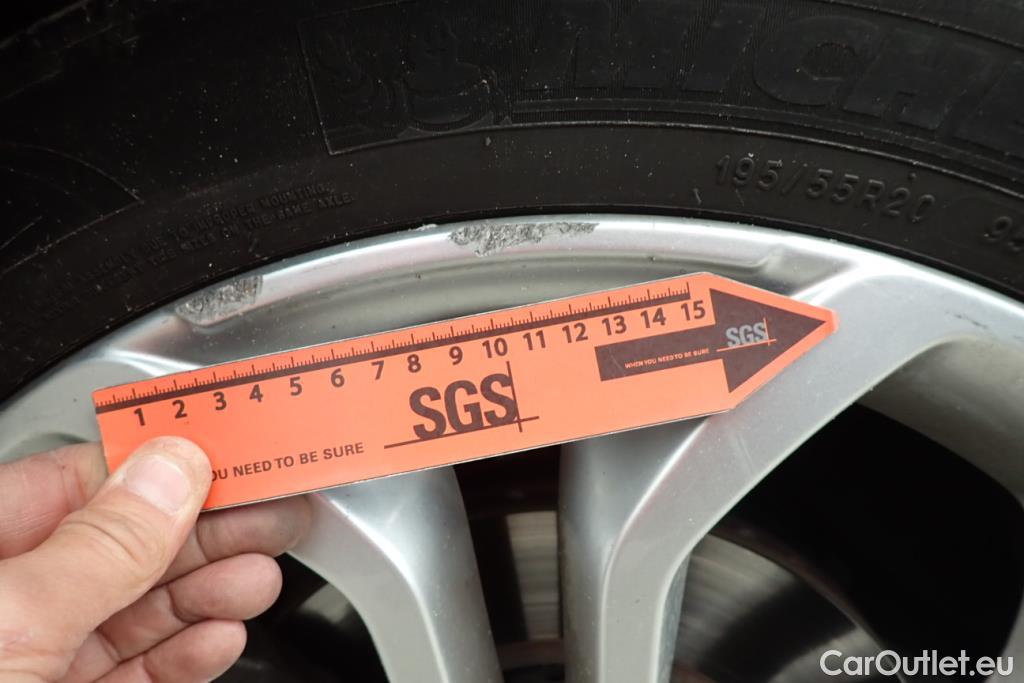 MICHE
195/55R20
1 2 3 4 5 6 7 8 9 10 11 12 13 14 15
SGS
WHEN YOU NEED TO BE SURE
SGS
OU NEED TO BE SURE
CarOutlet.eu